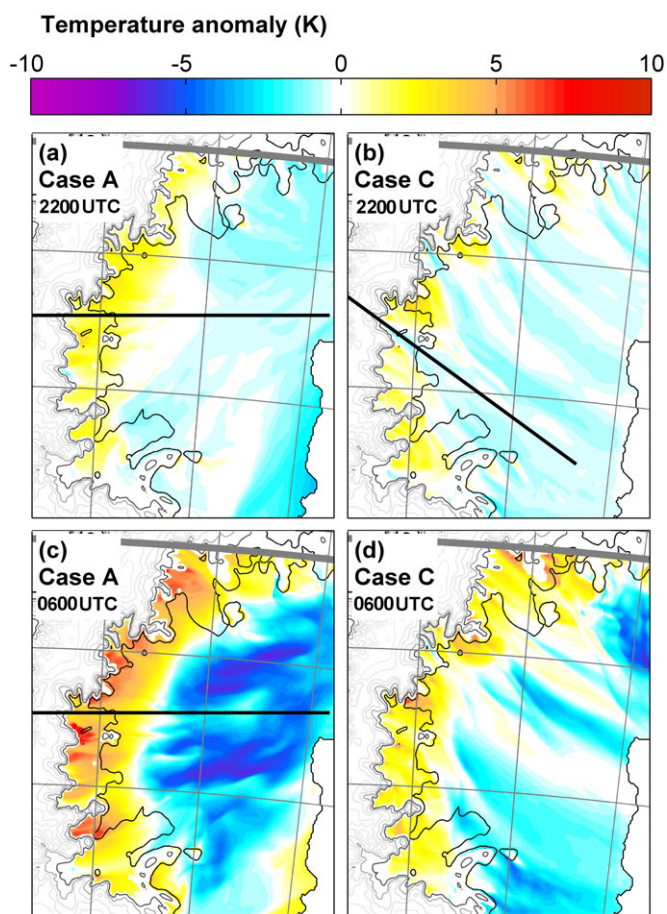 Temperature anomaly (K)
-10 -5 0 5 10
(a)
Case A
2200 UTC
(b)
Case C
2200 UTC
(c)
Case A
0600 UTC
(d)
Case C
0600 UTC